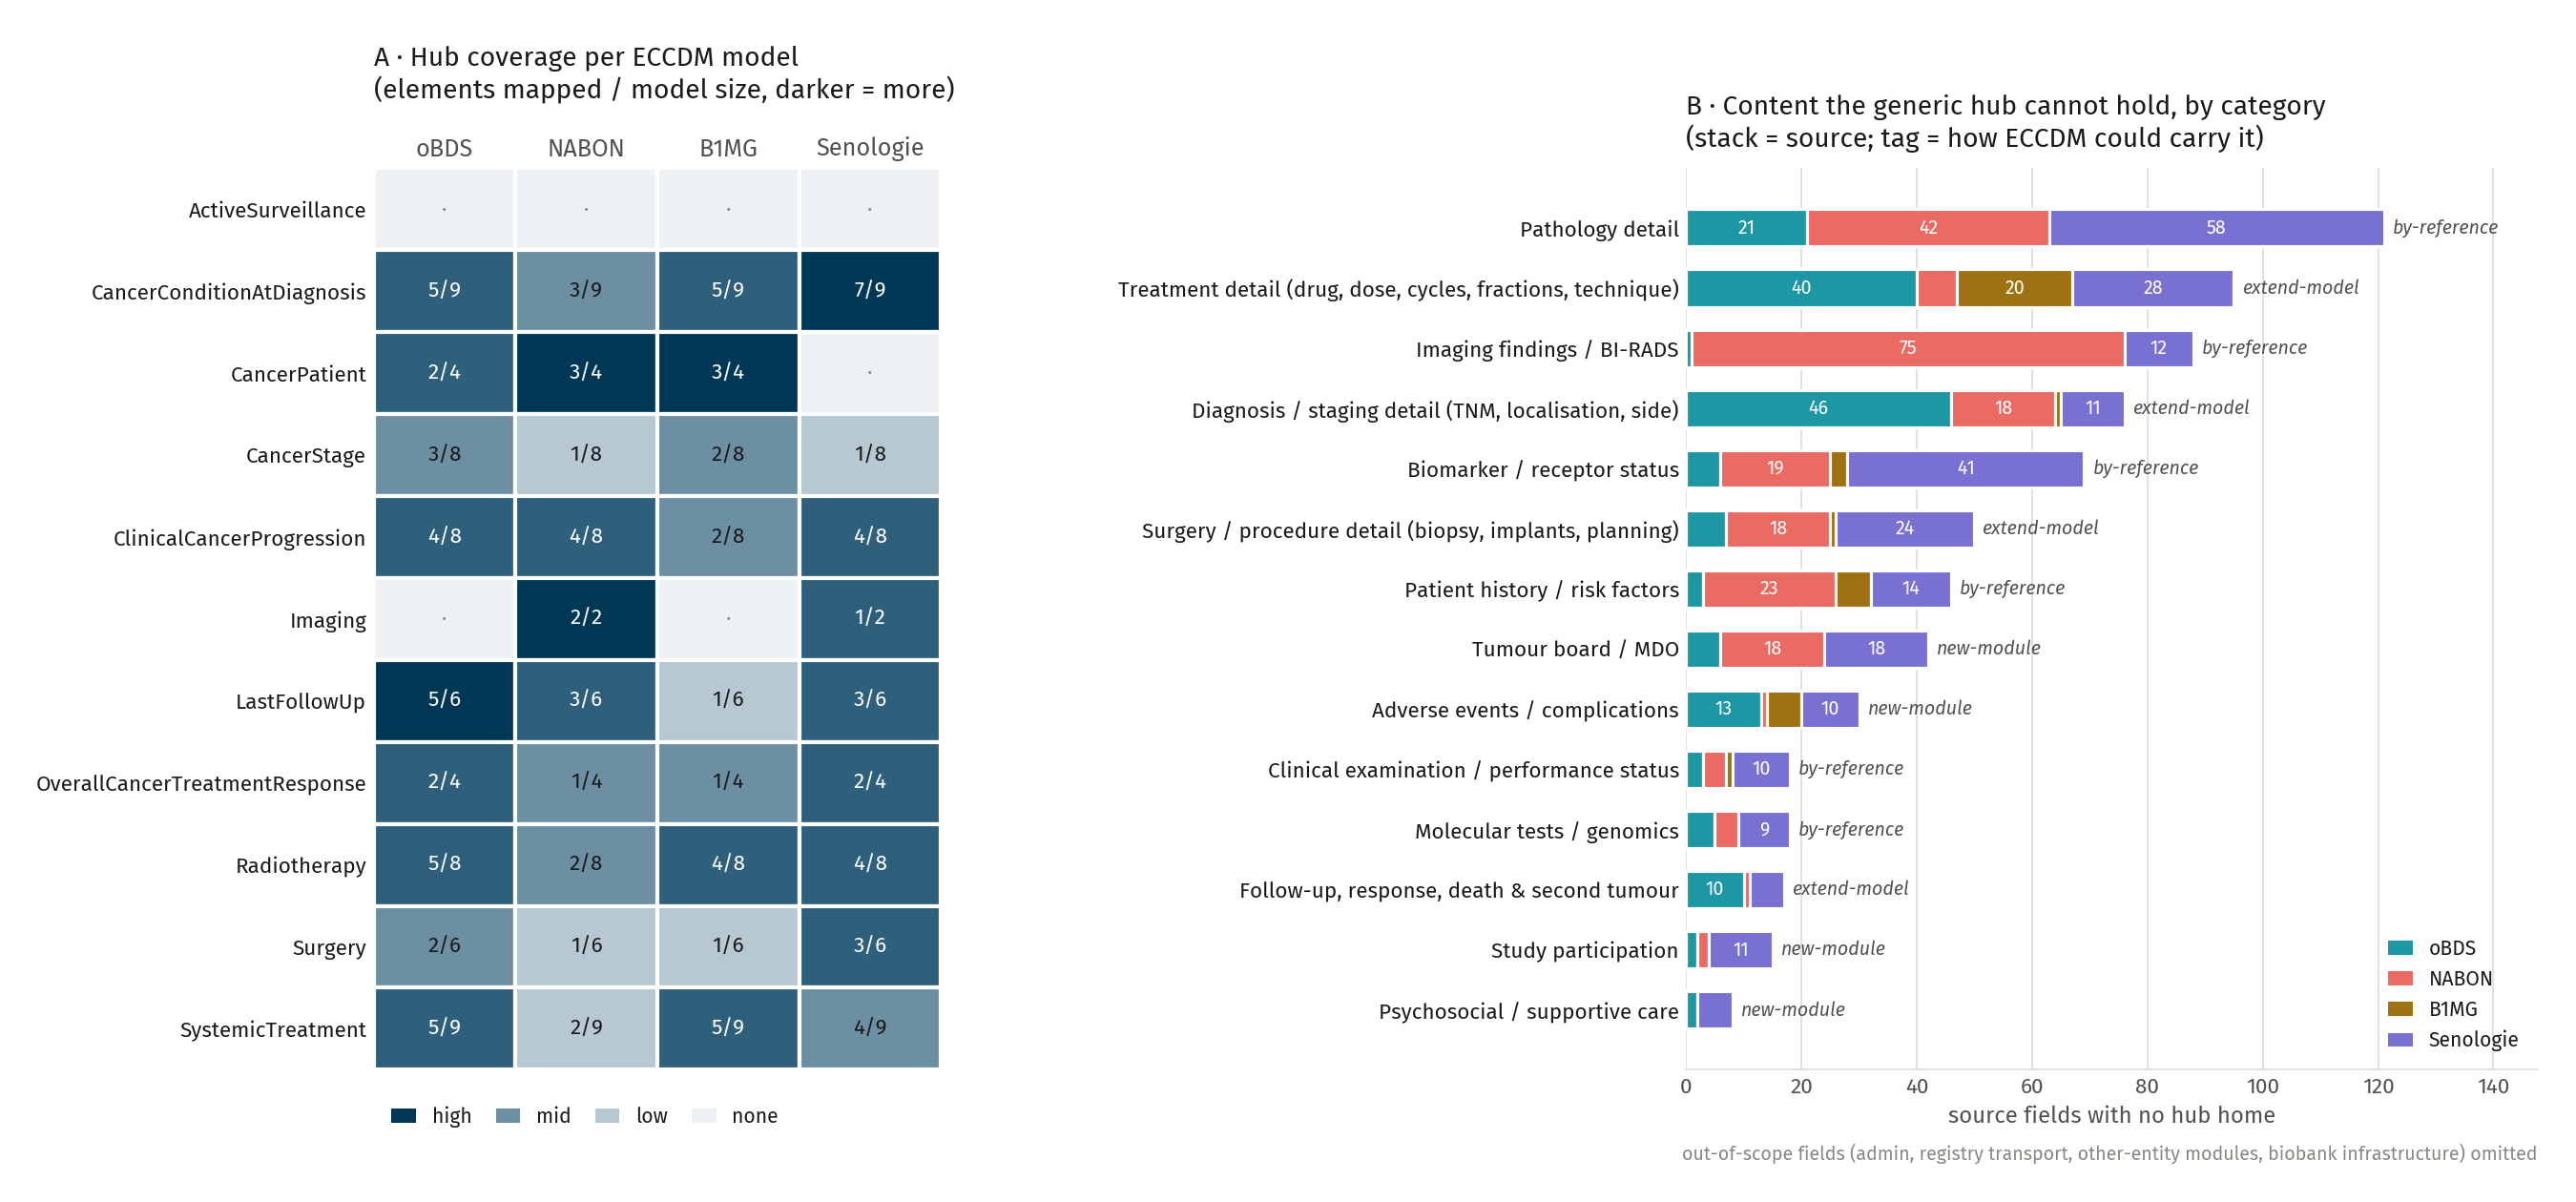 A · Hub coverage per ECCDM model
(elements mapped / model size, darker = more)
oBDS NABON B1MG Senologie
ActiveSurveillance · · · ·
CancerConditionAtDiagnosis 5/9 3/9 5/9 7/9
CancerPatient 2/4 3/4 3/4 ·
CancerStage 3/8 1/8 2/8 1/8
ClinicalCancerProgression 4/8 4/8 2/8 4/8
Imaging · 2/2 · 1/2
LastFollowUp 5/6 3/6 1/6 3/6
OverallCancerTreatmentResponse 2/4 1/4 1/4 2/4
Radiotherapy 5/8 2/8 4/8 4/8
Surgery 2/6 1/6 1/6 3/6
SystemicTreatment 5/9 2/9 5/9 4/9
high mid low none
B · Content the generic hub cannot hold, by category
(stack = source; tag = how ECCDM could carry it)
Pathology detail 21 42 58 by-reference
Treatment detail (drug, dose, cycles, fractions, technique) 40 20 28 extend-model
Imaging findings / BI-RADS 75 12 by-reference
Diagnosis / staging detail (TNM, localisation, side) 46 18 11 extend-model
Biomarker / receptor status 19 41 by-reference
Surgery / procedure detail (biopsy, implants, planning) 18 24 extend-model
Patient history / risk factors 23 14 by-reference
Tumour board / MDO 18 18 new-module
Adverse events / complications 13 10 new-module
Clinical examination / performance status 10 by-reference
Molecular tests / genomics 9 by-reference
Follow-up, response, death & second tumour 10 extend-model
Study participation 11 new-module
Psychosocial / supportive care new-module
oBDS
NABON
B1MG
Senologie
0 20 40 60 80 100 120 140
source fields with no hub home
out-of-scope fields (admin, registry transport, other-entity modules, biobank infrastructure) omitted